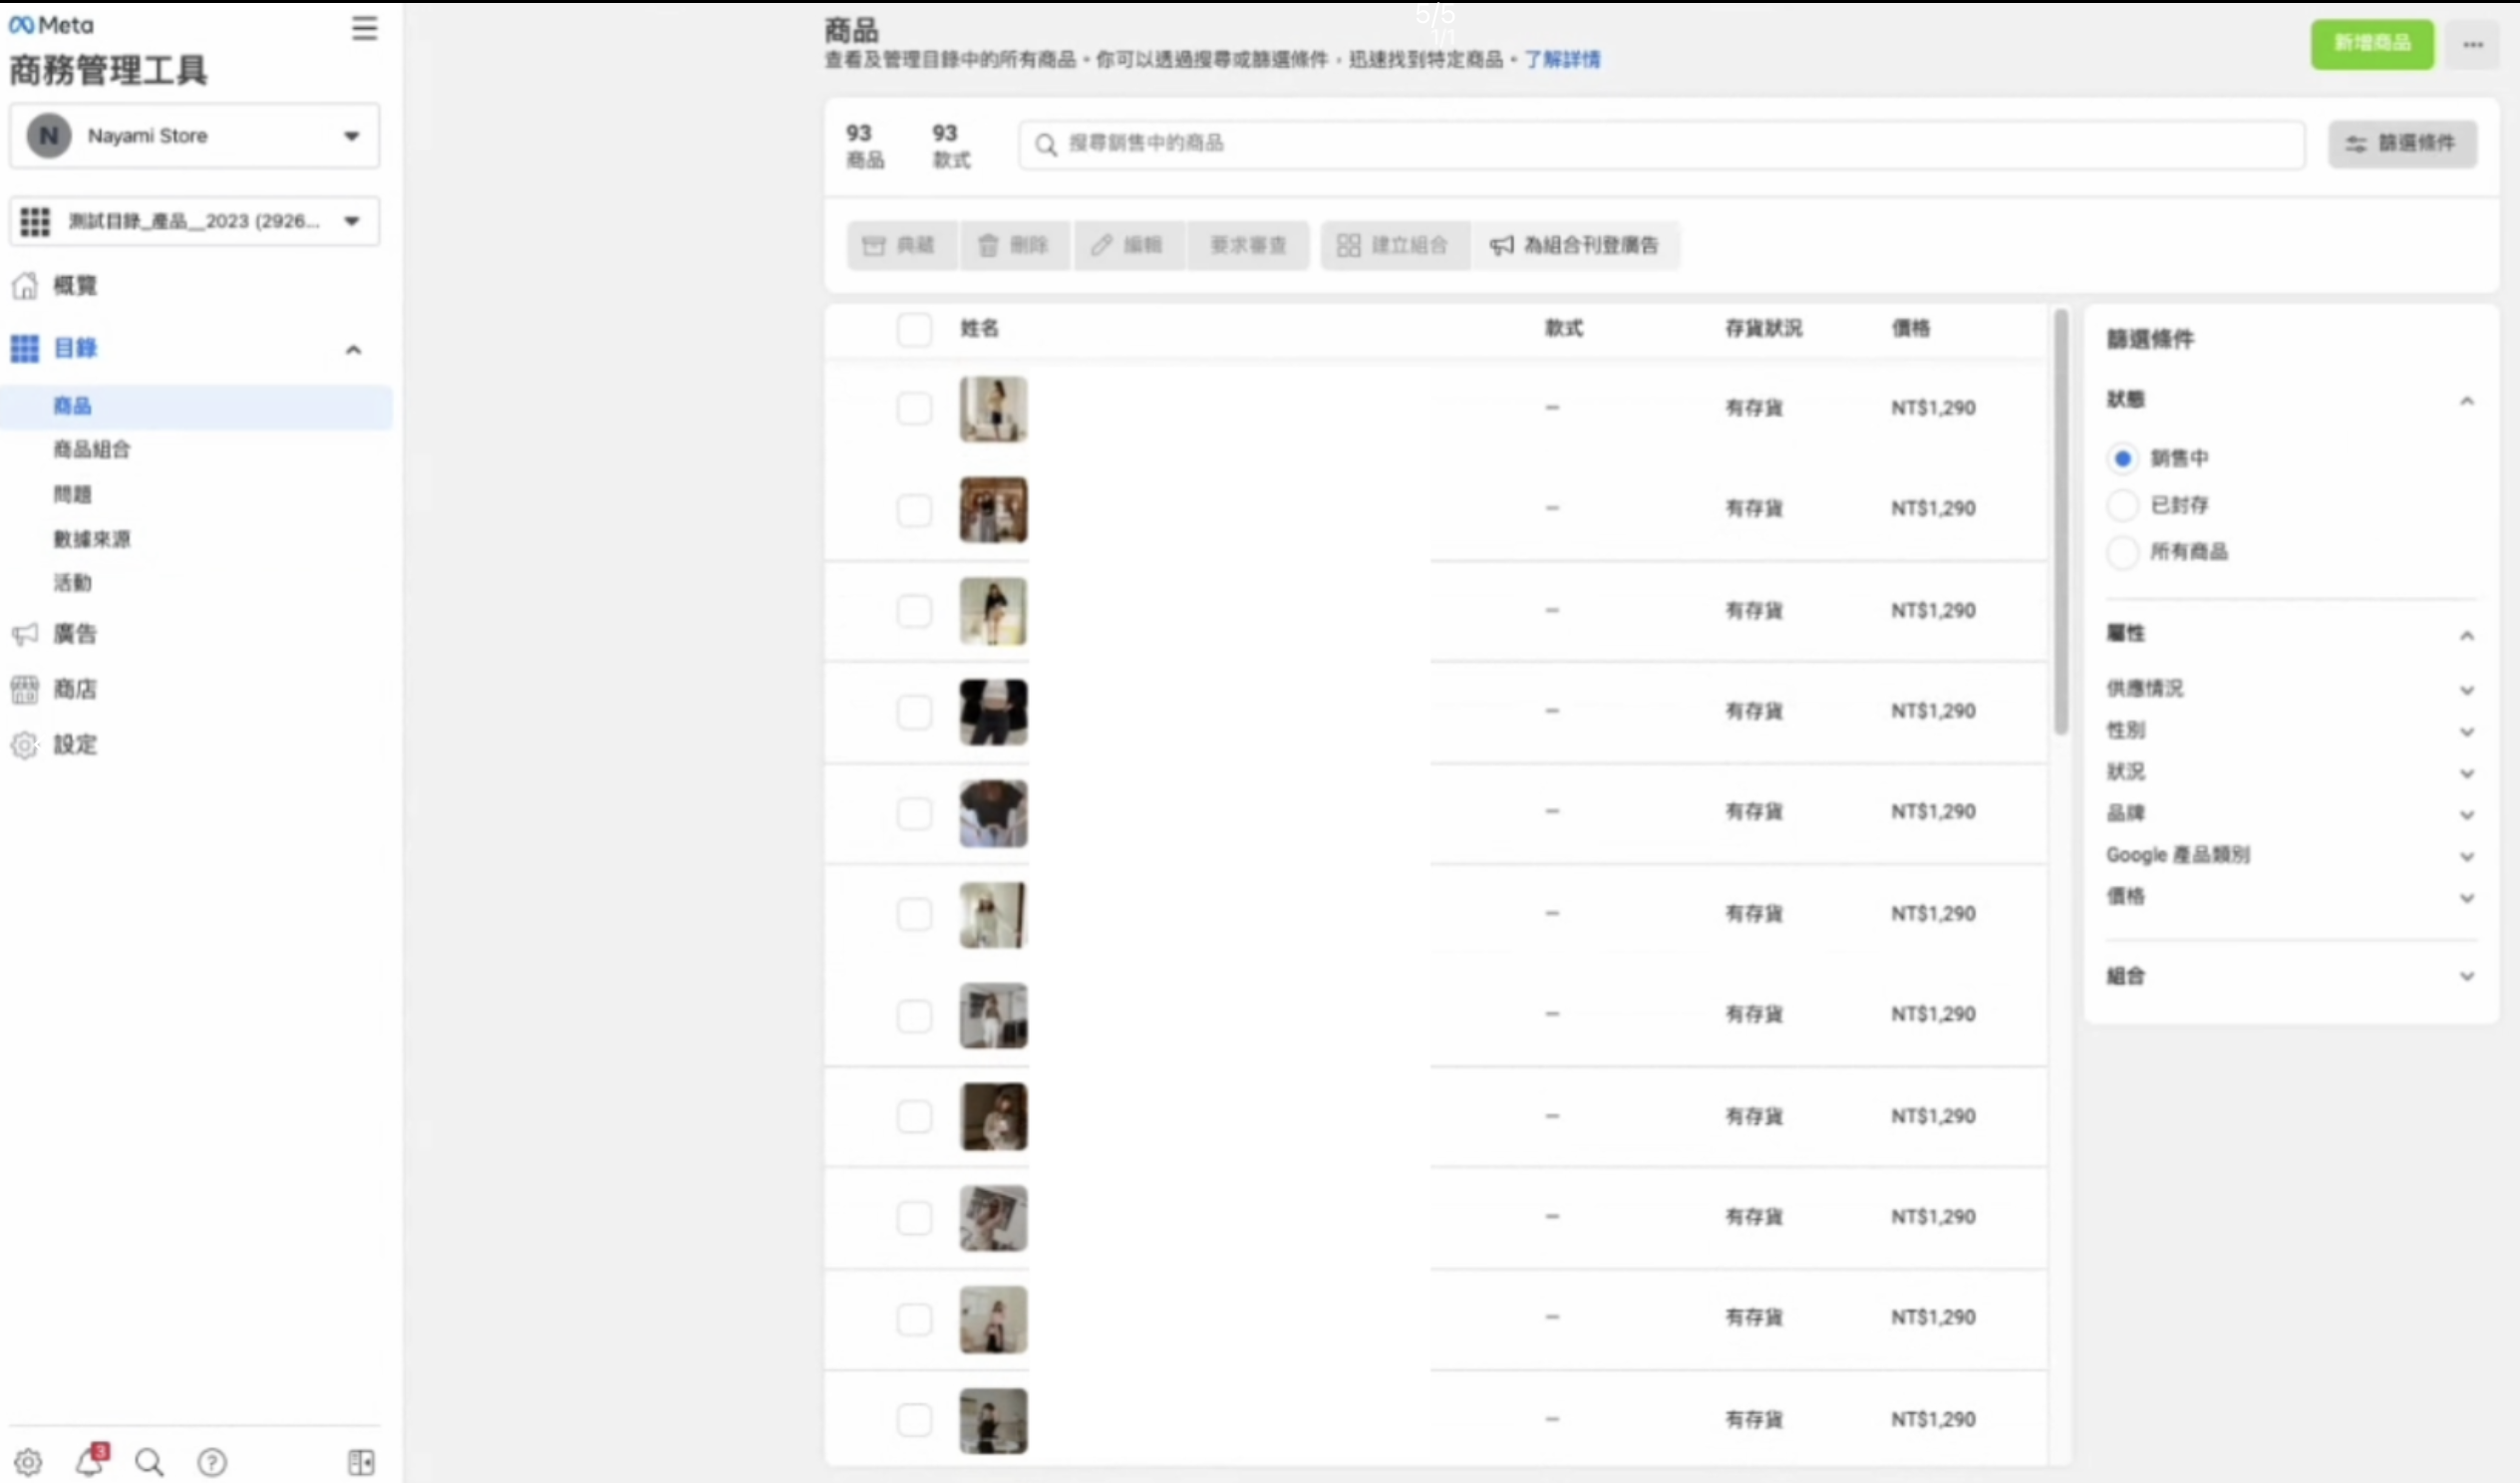 5/5
1/1
Meta
商務管理工具
N
Nayami Store
測試目錄_產品__2023 (2926...
概覽
目錄
商品
商品組合
問題
數據來源
活動
廣告
商店
設定
3
商品
查看及管理目錄中的所有商品。你可以透過搜尋或篩選條件，迅速找到特定商品。了解詳情
新增商品
93
商品
93
款式
搜尋銷售中的商品
篩選條件
典藏
刪除
編輯
要求審查
建立組合
為組合刊登廣告
姓名 款式 存貨狀況 價格
– 有存貨 NT$1,290
– 有存貨 NT$1,290
– 有存貨 NT$1,290
– 有存貨 NT$1,290
– 有存貨 NT$1,290
– 有存貨 NT$1,290
– 有存貨 NT$1,290
– 有存貨 NT$1,290
– 有存貨 NT$1,290
– 有存貨 NT$1,290
– 有存貨 NT$1,290
篩選條件
狀態
銷售中
已封存
所有商品
屬性
供應情況
性別
狀況
品牌
Google 產品類別
價格
組合